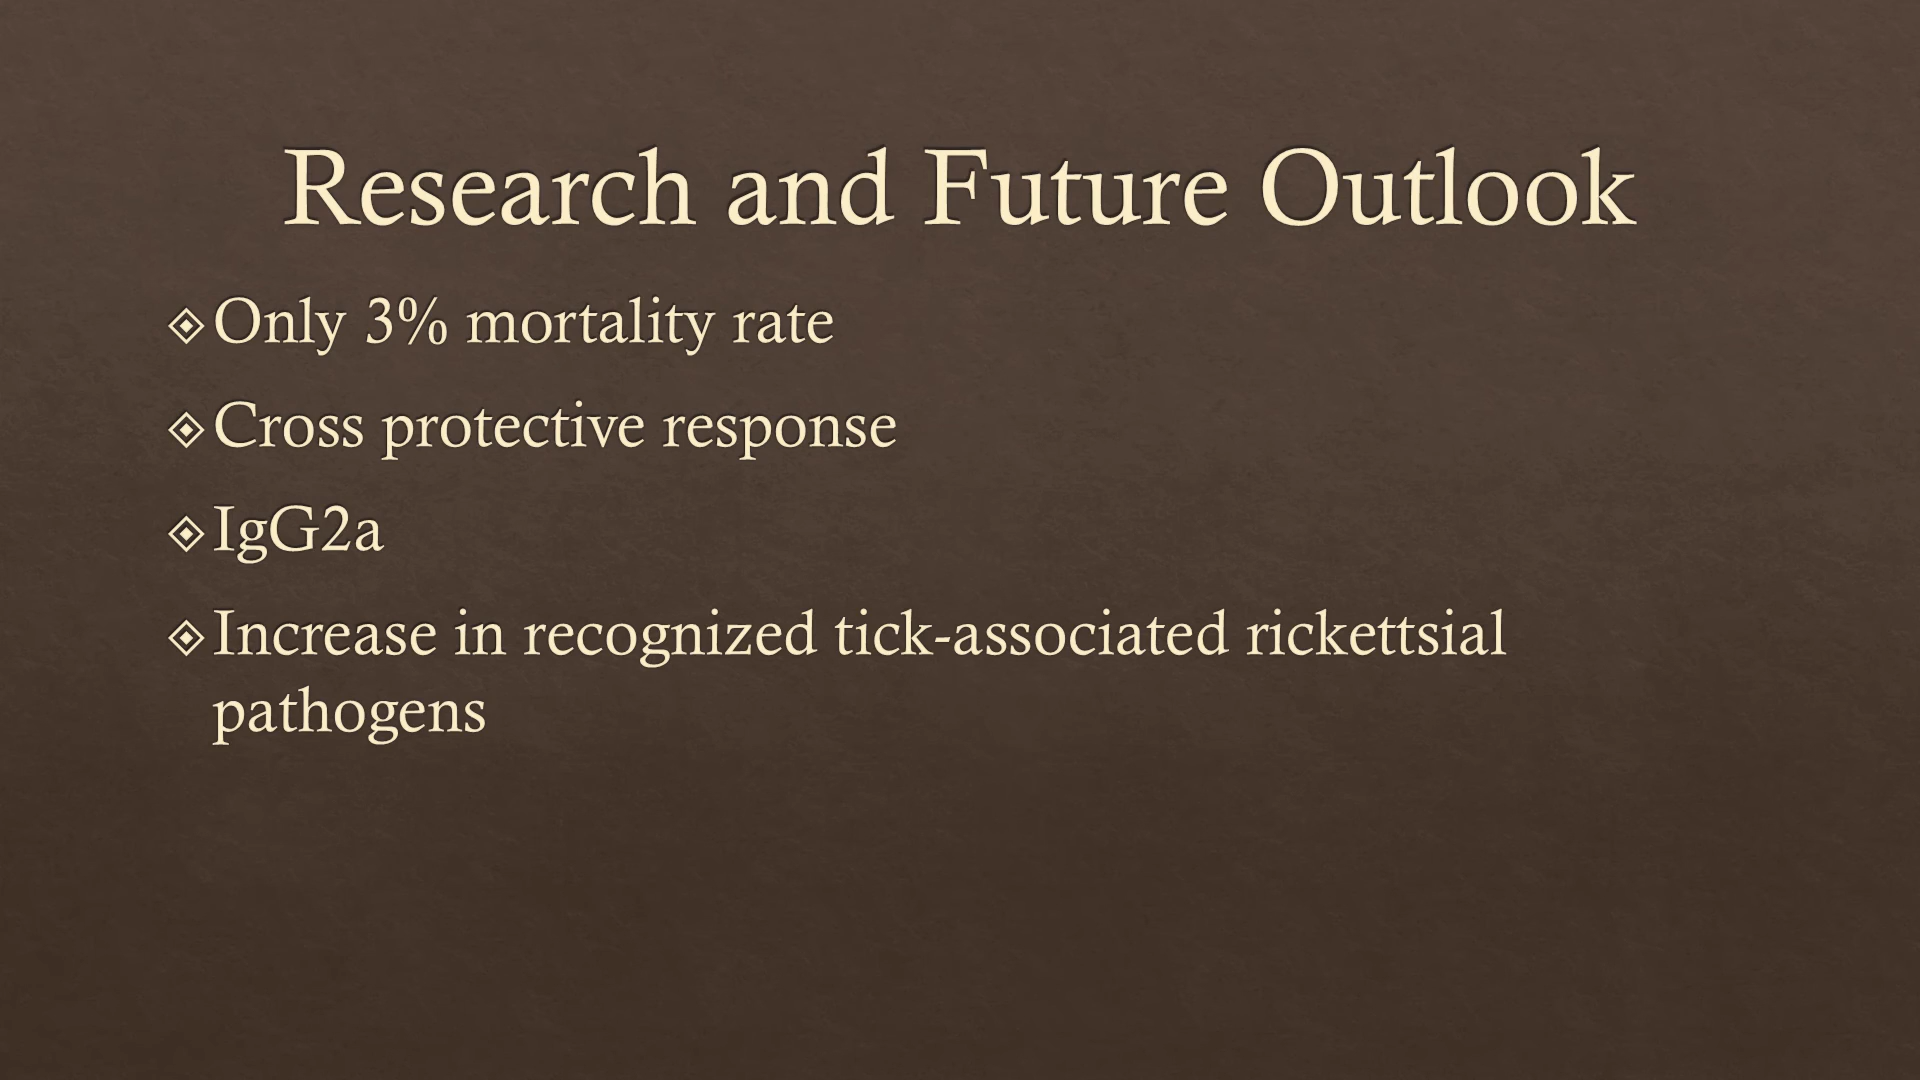 Research and Future Outlook
Only 3% mortality rate
Cross protective response
IgG2a
Increase in recognized tick-associated rickettsial
pathogens